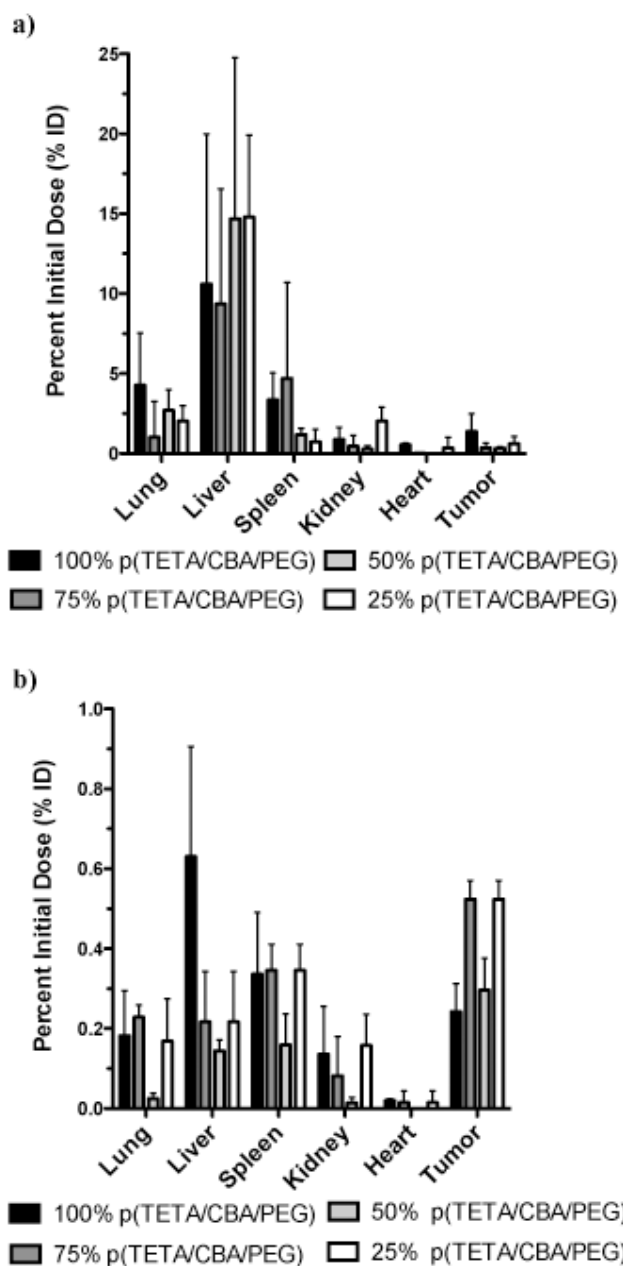 a)
Percent Initial Dose (% ID)
25
20
15
10
5
0
Lung
Liver
Spleen
Kidney
Heart
Tumor
100% p(TETA/CBA/PEG)
50% p(TETA/CBA/PEG)
75% p(TETA/CBA/PEG)
25% p(TETA/CBA/PEG)
b)
Percent Initial Dose (% ID)
1.0
0.8
0.6
0.4
0.2
0.0
Lung
Liver
Spleen
Kidney
Heart
Tumor
100% p(TETA/CBA/PEG)
50% p(TETA/CBA/PEG)
75% p(TETA/CBA/PEG)
25% p(TETA/CBA/PEG)